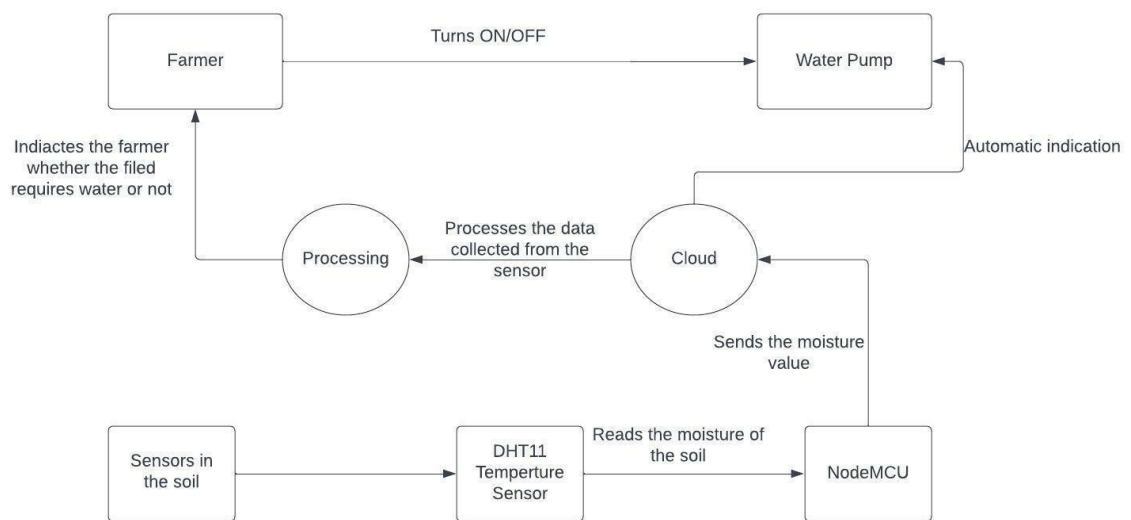 Farmer
Turns ON/OFF
Water Pump
Indiactes the farmer
whether the filed
requires water or not
Automatic indication
Processing
Processes the data
collected from the
sensor
Cloud
Sends the moisture
value
Sensors in
the soil
DHT11
Temperture
Sensor
Reads the moisture of
the soil
NodeMCU